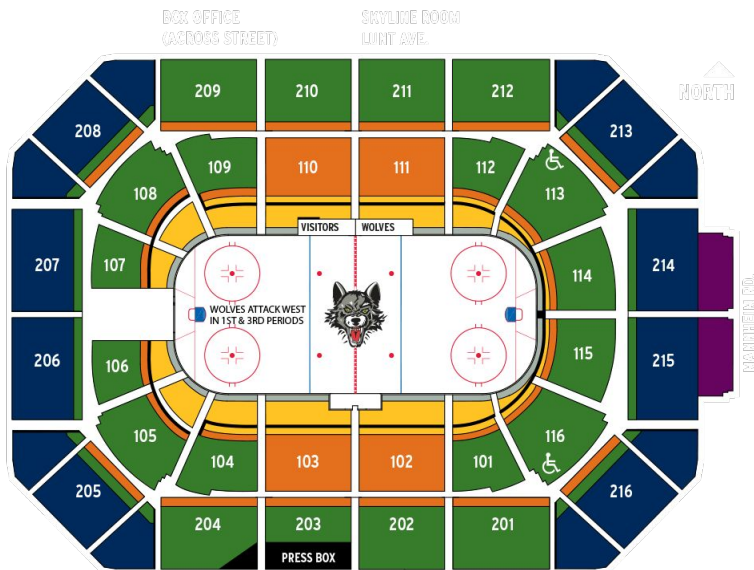 BOX OFFICE
(ACROSS STREET)
SKYLINE ROOM
LUNT AVE.
NORTH
209
210
211
212
208
213
109
110
111
112
108
113
VISITORS
WOLVES
207
107
114
214
WOLVES ATTACK WEST
IN 1ST & 3RD PERIODS
MANNHEIM RD.
206
106
115
215
105
116
104
103
102
101
205
216
204
203
202
201
PRESS BOX